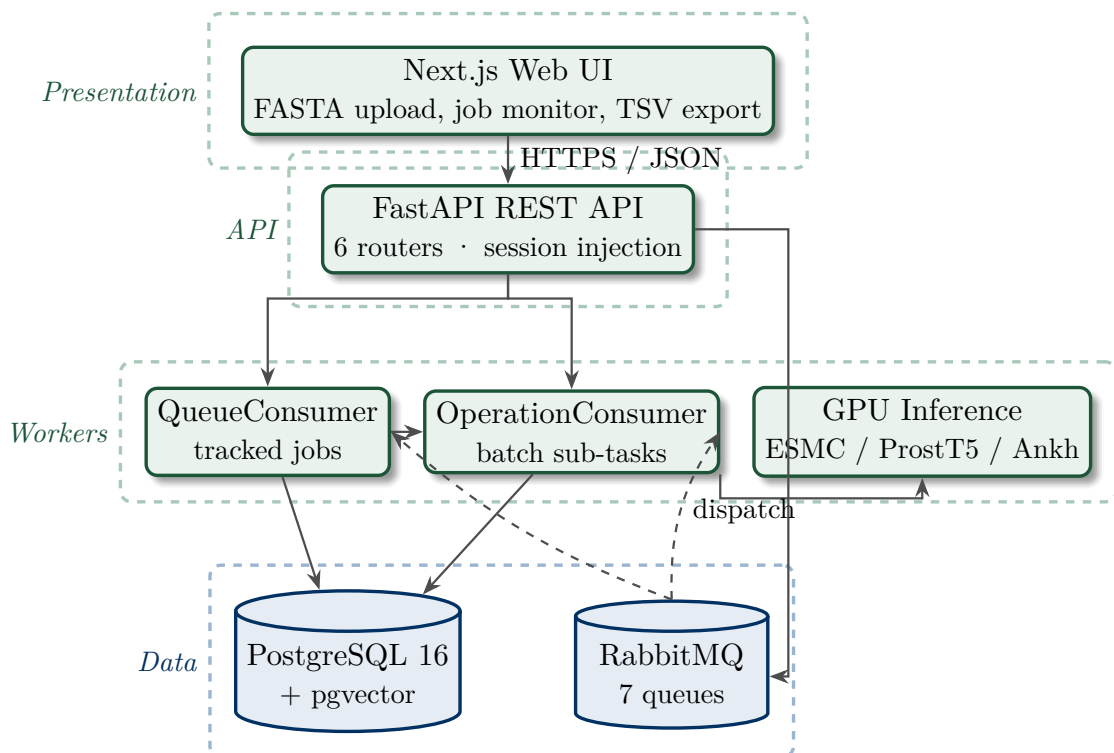 Presentation
Next.js Web UI
FASTA upload, job monitor, TSV export
HTTPS / JSON
API
FastAPI REST API
6 routers · session injection
Workers
QueueConsumer
tracked jobs
OperationConsumer
batch sub-tasks
GPU Inference
ESMC / ProstT5 / Ankh
dispatch
Data
PostgreSQL 16
+ pgvector
RabbitMQ
7 queues